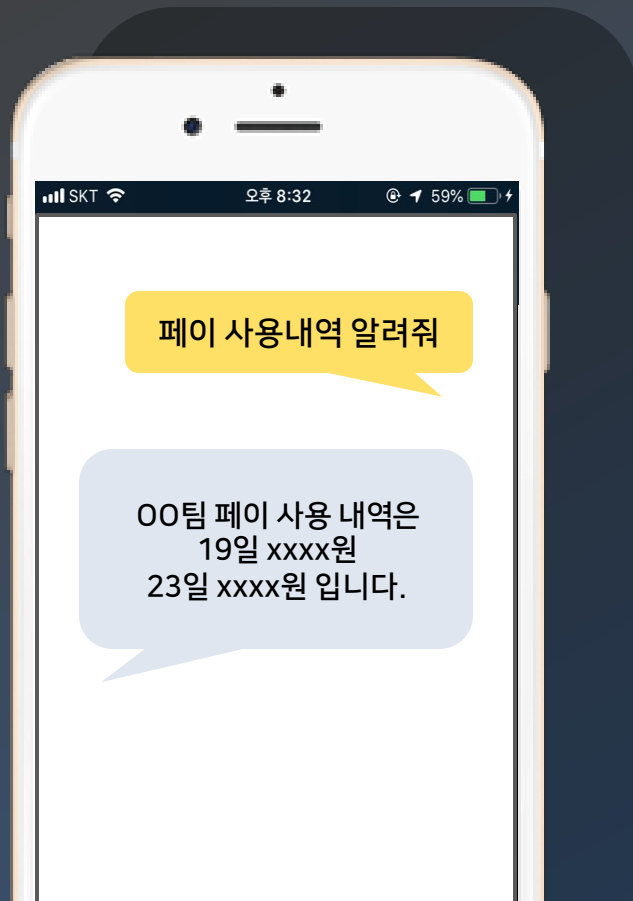 SKT 오후 8:32 59%
페이 사용내역 알려줘
OO팀 페이 사용 내역은
19일 xxxx원
23일 xxxx원 입니다.